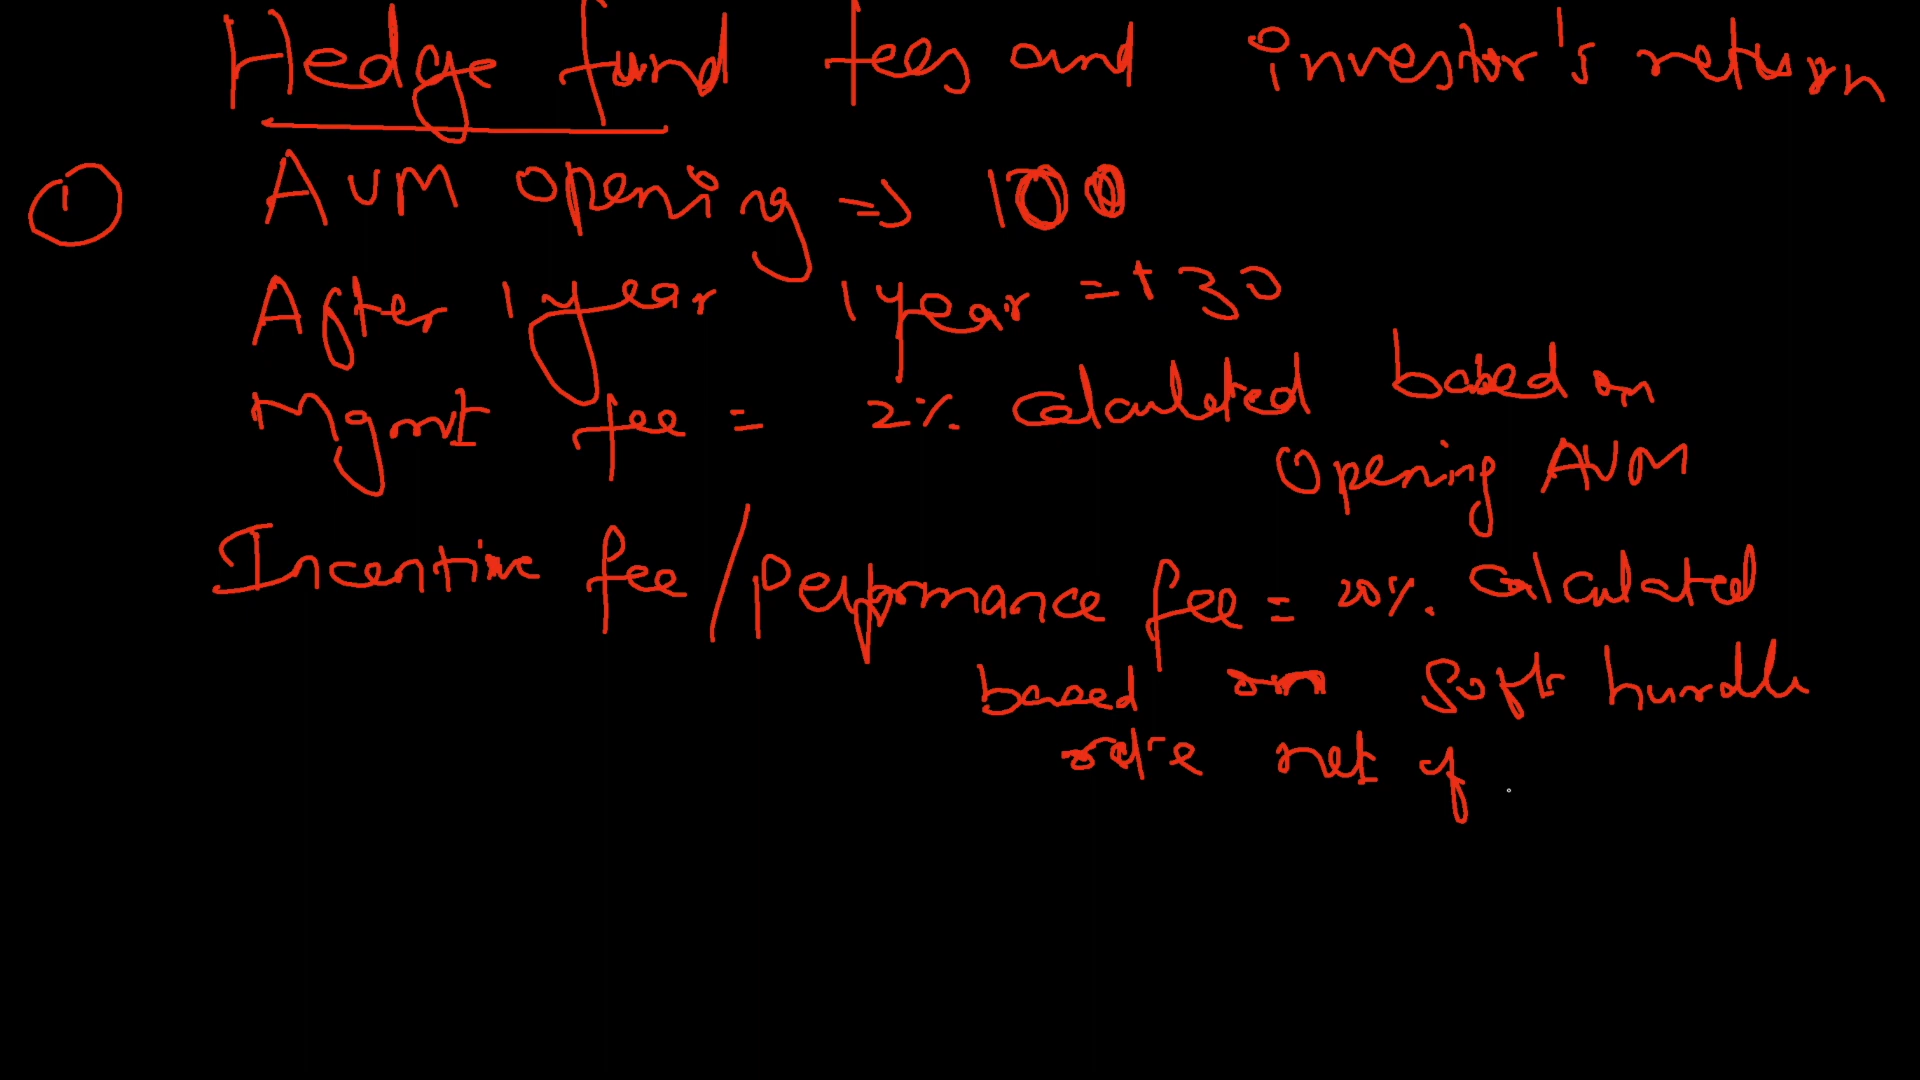 Hedge fund fees and investor's return
① AUM opening => 100
After 1 year 1 year = +30
Mgmt fee = 2% calculated based on
Opening AUM
Incentive fee/performance fee = 20% calculated
based on soft hurdle
rate net of